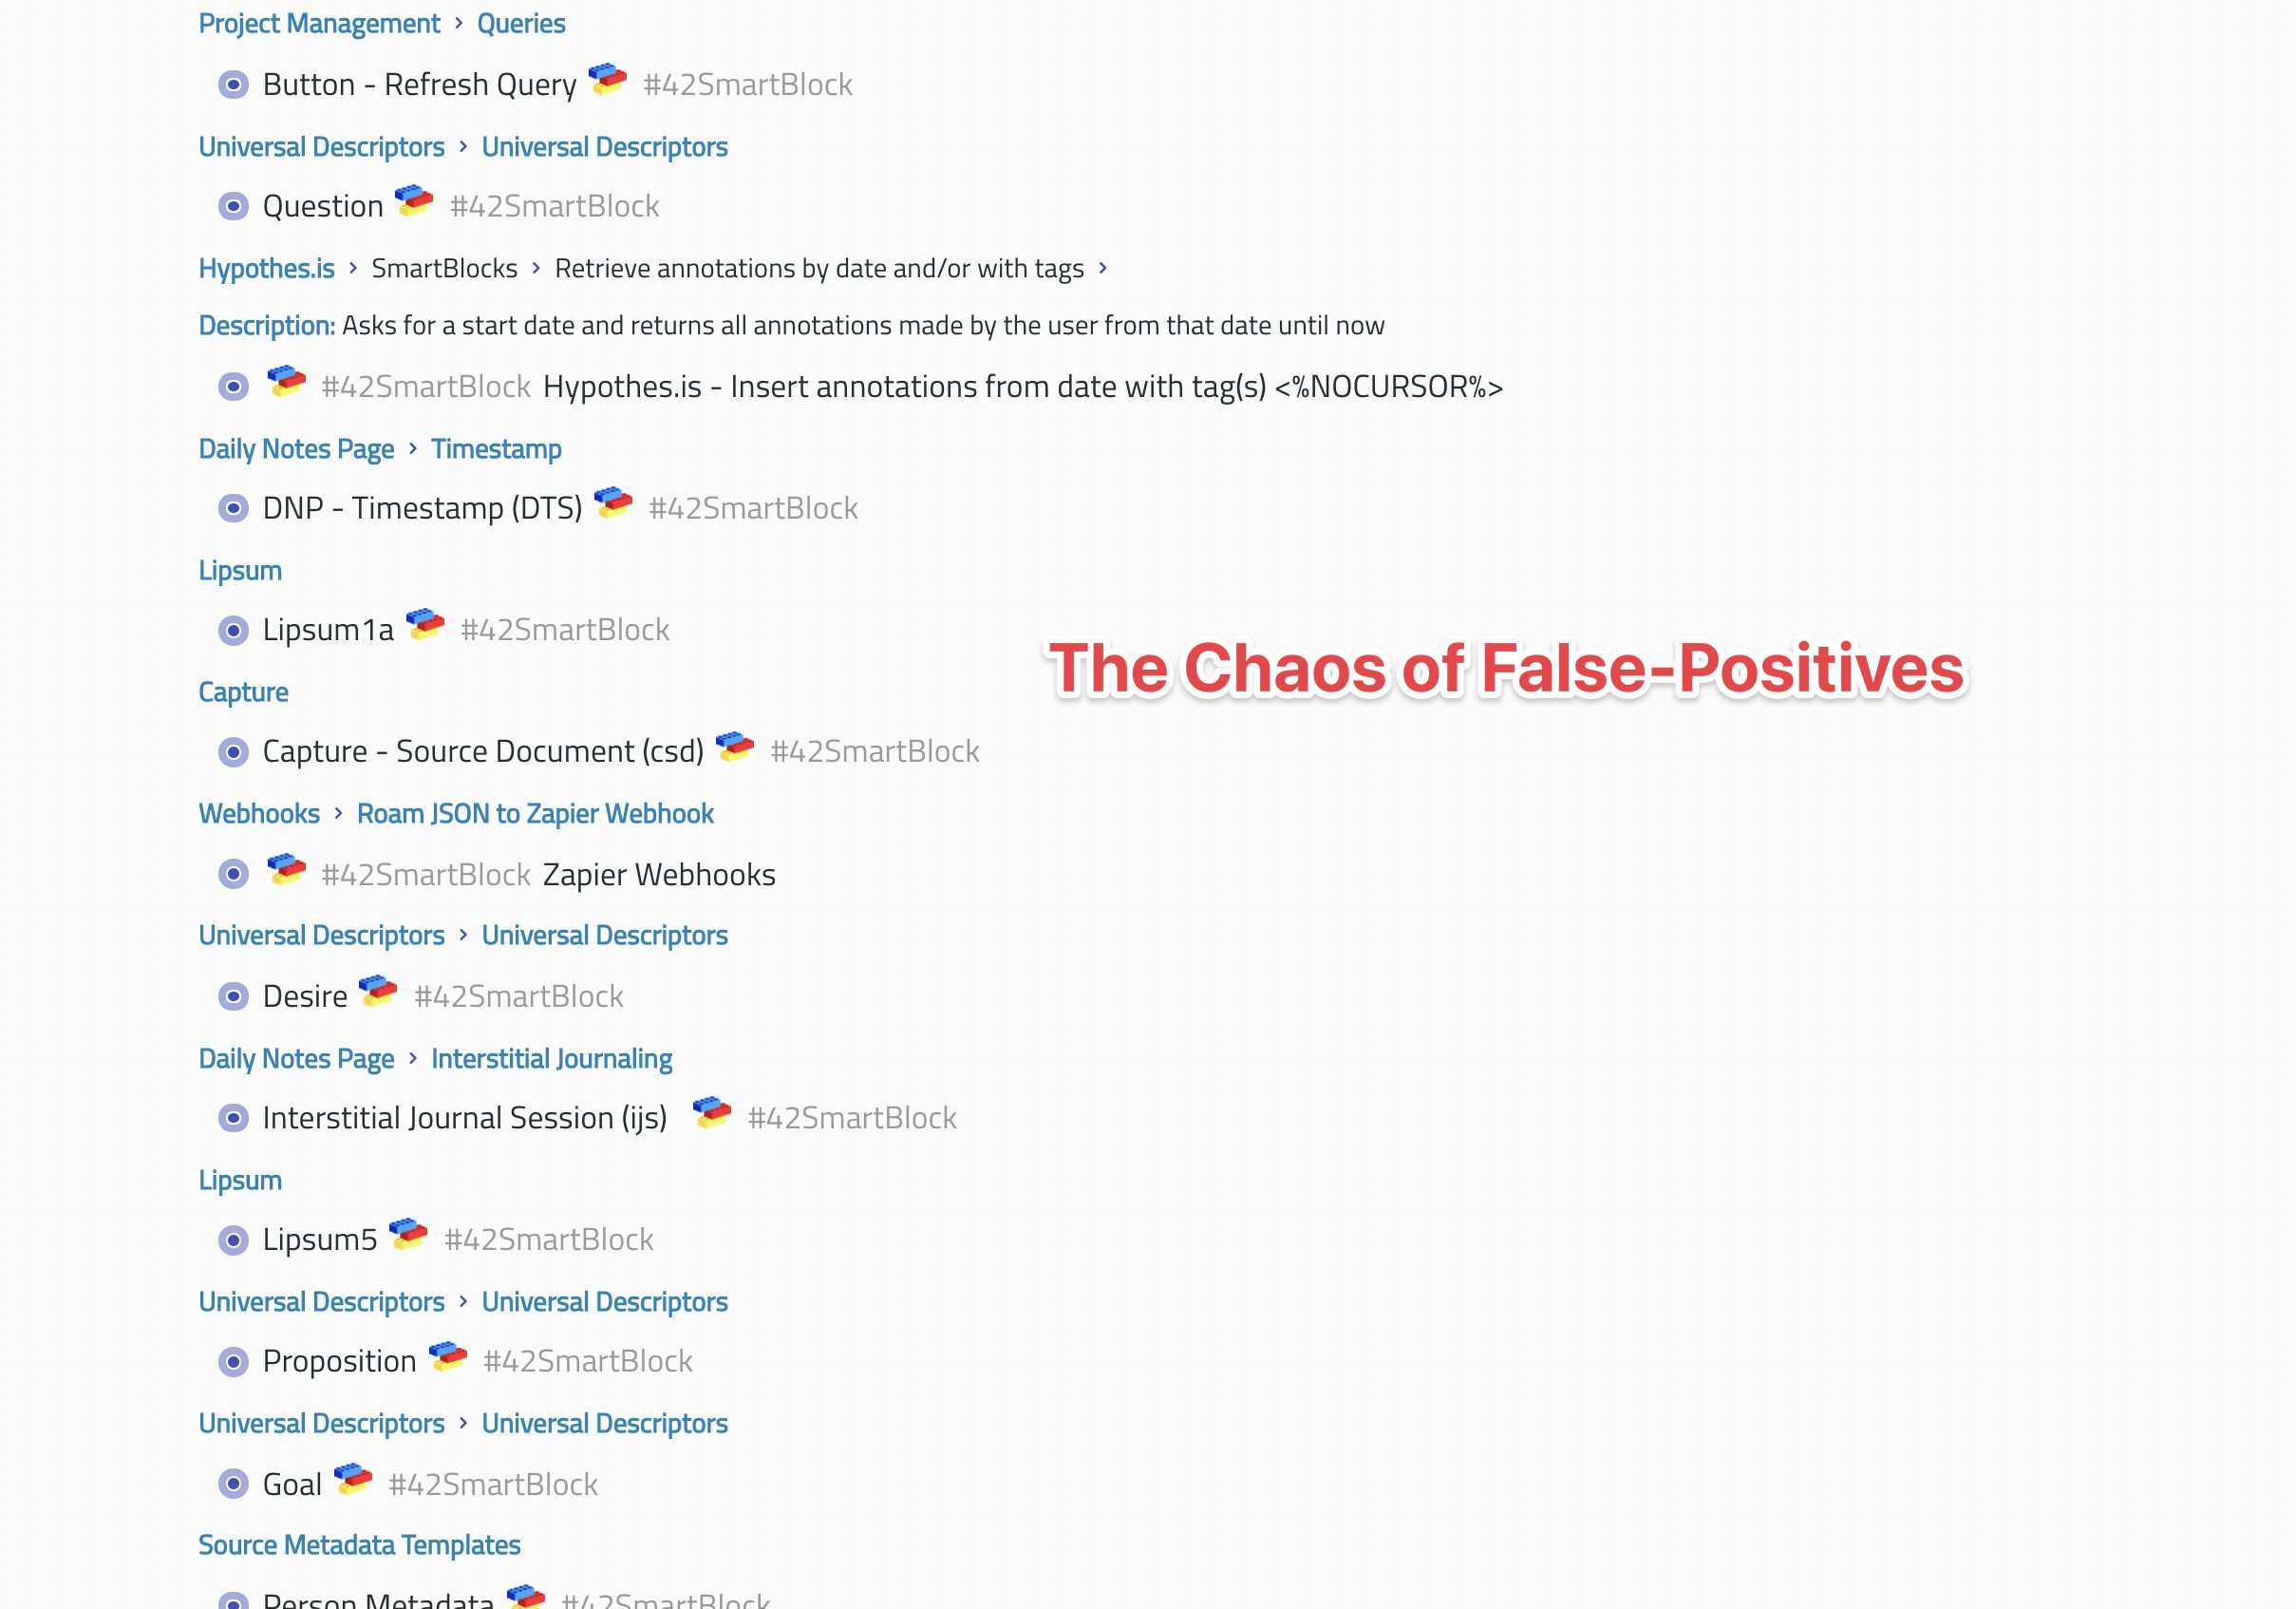 Project Management > Queries
Button - Refresh Query #42SmartBlock
Universal Descriptors > Universal Descriptors
Question #42SmartBlock
Hypothes.is > SmartBlocks > Retrieve annotations by date and/or with tags >
Description: Asks for a start date and returns all annotations made by the user from that date until now
#42SmartBlock Hypothes.is - Insert annotations from date with tag(s) <%NOCURSOR%>
Daily Notes Page > Timestamp
DNP - Timestamp (DTS) #42SmartBlock
Lipsum
Lipsum1a #42SmartBlock
The Chaos of False-Positives
Capture
Capture - Source Document (csd) #42SmartBlock
Webhooks > Roam JSON to Zapier Webhook
#42SmartBlock Zapier Webhooks
Universal Descriptors > Universal Descriptors
Desire #42SmartBlock
Daily Notes Page > Interstitial Journaling
Interstitial Journal Session (ijs) #42SmartBlock
Lipsum
Lipsum5 #42SmartBlock
Universal Descriptors > Universal Descriptors
Proposition #42SmartBlock
Universal Descriptors > Universal Descriptors
Goal #42SmartBlock
Source Metadata Templates
Person Metadata #42SmartBlock